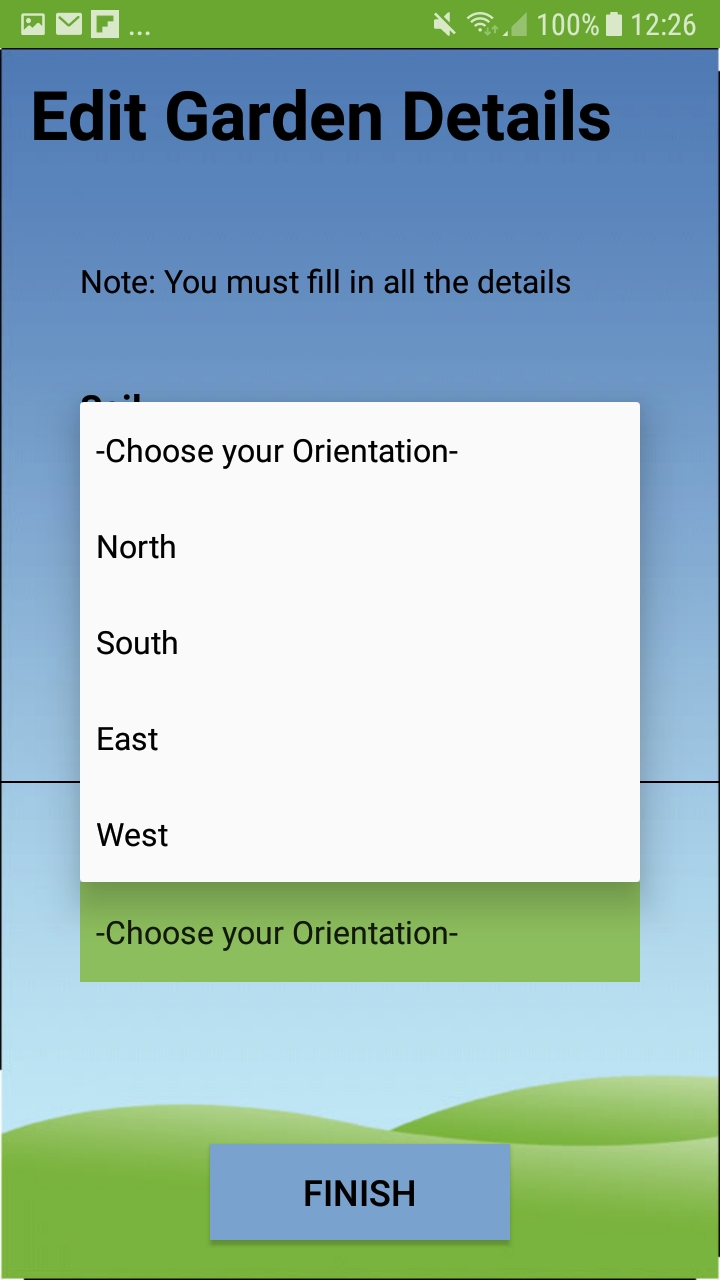 ... 100% 12:26
Edit Garden Details
Note: You must fill in all the details
-Choose your Orientation-
North
South
East
West
-Choose your Orientation-
FINISH